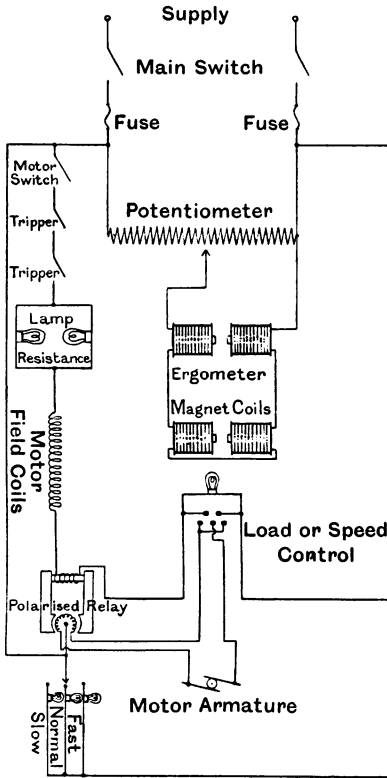 Supply
Main Switch
Fuse
Fuse
Motor
Switch
Tripper
Potentiometer
Tripper
Lamp
Resistance
Ergometer
Magnet Coils
Motor
Field Coils
Load or Speed
Control
Polarised Relay
Motor Armature
Slow
Normal
Fast